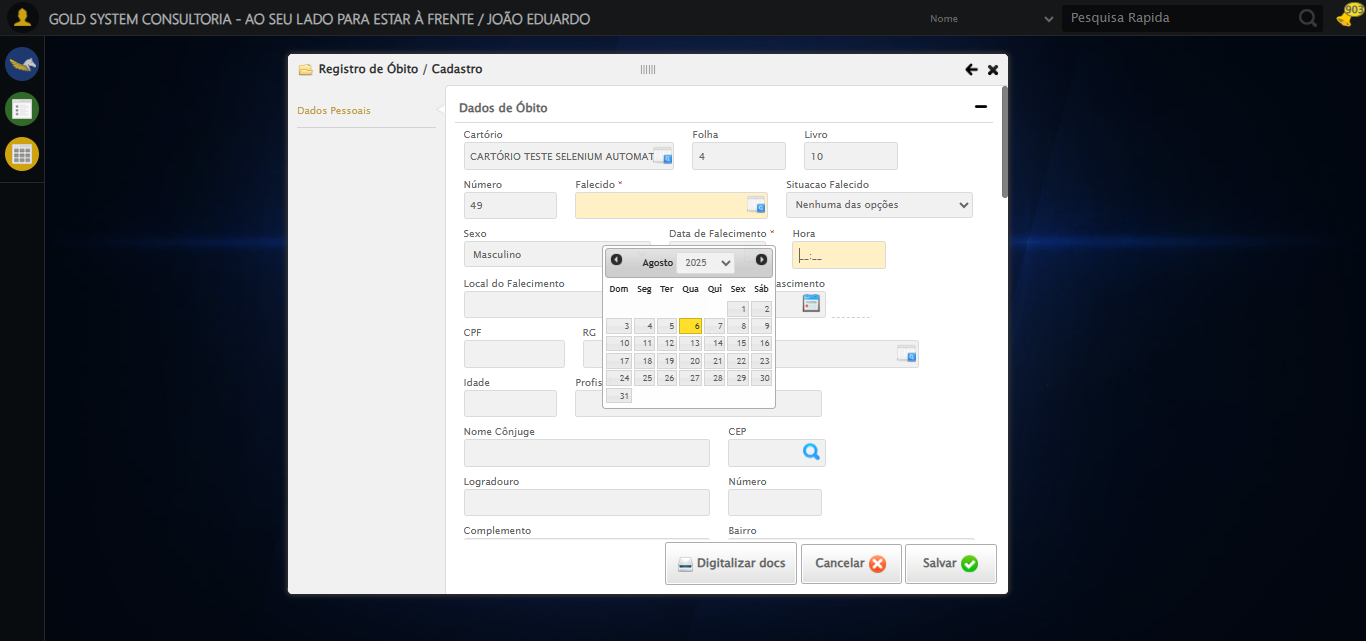 GOLD SYSTEM CONSULTORIA - AO SEU LADO PARA ESTAR À FRENTE / JOÃO EDUARDO
Nome
Pesquisa Rapida
903
Registro de Óbito / Cadastro
Dados Pessoais
Dados de Óbito
Cartório Folha Livro
CARTÓRIO TESTE SELENIUM AUTOMAT 4 10
Número Falecido * Situacao Falecido
49 Nenhuma das opções
Sexo Data de Falecimento * Hora
Masculino __:__
Agosto 2025
Local do Falecimento ascimento
Dom Seg Ter Qua Qui Sex Sáb
1 2
3 4 5 6 7 8 9
CPF RG
10 11 12 13 14 15 16
17 18 19 20 21 22 23
24 25 26 27 28 29 30
31
Idade Profis
Nome Cônjuge CEP
Logradouro Número
Complemento Bairro
Digitalizar docs Cancelar Salvar